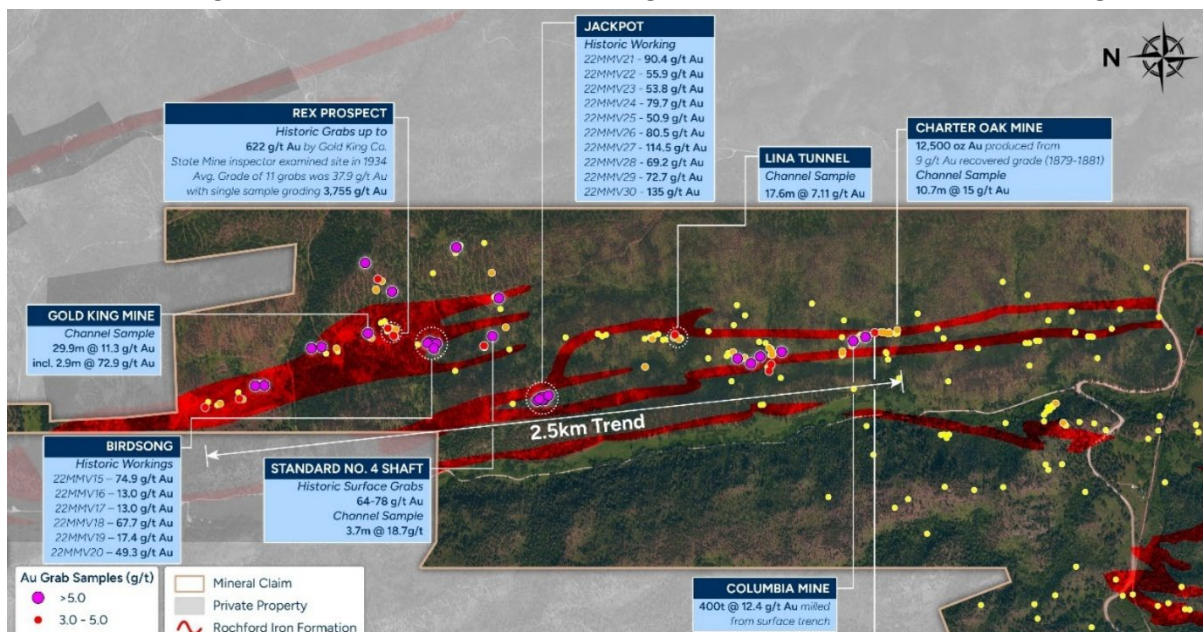 JACKPOT
Historic Working
22MMV21 - 90.4 g/t Au
22MMV22 - 55.9 g/t Au
22MMV23 - 53.8 g/t Au
22MMV24 - 79.7 g/t Au
22MMV25 - 50.9 g/t Au
22MMV26 - 80.5 g/t Au
22MMV27 - 114.5 g/t Au
22MMV28 - 69.2 g/t Au
22MMV29 - 72.7 g/t Au
22MMV30 - 135 g/t Au
N
REX PROSPECT
Historic Grabs up to
622 g/t Au by Gold King Co.
State Mine inspector examined site in 1934
Avg. Grade of 11 grabs was 37.9 g/t Au
with single sample grading 3,755 g/t Au
LINA TUNNEL
Channel Sample
17.6m @ 7.11 g/t Au
CHARTER OAK MINE
12,500 oz Au produced from
9 g/t Au recovered grade (1879-1881)
Channel Sample
10.7m @ 15 g/t Au
GOLD KING MINE
Channel Sample
29.9m @ 11.3 g/t Au
incl. 2.9m @ 72.9 g/t Au
2.5km Trend
BIRDSONG
Historic Workings
22MMV15 – 74.9 g/t Au
22MMV16 – 13.0 g/t Au
22MMV17 – 13.0 g/t Au
22MMV18 – 67.7 g/t Au
22MMV19 – 17.4 g/t Au
22MMV20 – 49.3 g/t Au
STANDARD NO. 4 SHAFT
Historic Surface Grabs
64-78 g/t Au
Channel Sample
3.7m @ 18.7g/t
COLUMBIA MINE
400t @ 12.4 g/t Au milled
from surface trench
Au Grab Samples (g/t)
>5.0
3.0 - 5.0
Mineral Claim
Private Property
Rochford Iron Formation